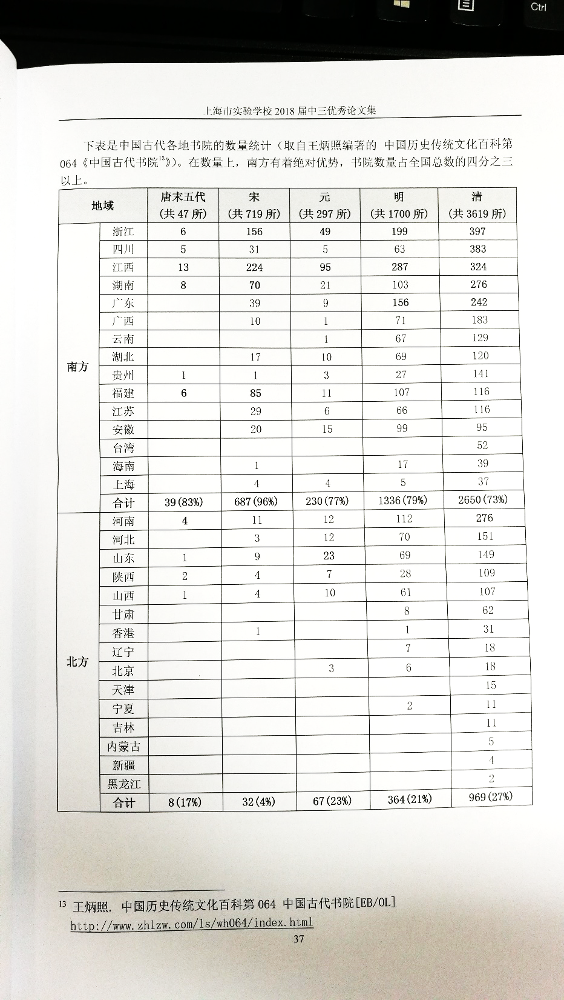 Ctrl
上海市实验学校 2018 届中三优秀论文集
下表是中国古代各地书院的数量统计（取自王炳照编著的 中国历史传统文化百科第
064《中国古代书院13》）。在数量上，南方有着绝对优势，书院数量占全国总数的四分之三
以上。
地域 唐末五代 宋 元 明 清
(共 47 所) (共 719 所) (共 297 所) (共 1700 所) (共 3619 所)
浙江 6 156 49 199 397
四川 5 31 5 63 383
江西 13 224 95 287 324
湖南 8 70 21 103 276
广东 39 9 156 242
广西 10 1 71 183
云南 1 67 129
湖北 17 10 69 120
南方
贵州 1 1 3 27 141
福建 6 85 11 107 116
江苏 29 6 66 116
安徽 20 15 99 95
台湾 52
海南 1 17 39
上海 4 4 5 37
合计 39(83%) 687(96%) 230(77%) 1336(79%) 2650(73%)
河南 4 11 12 112 276
河北 3 12 70 151
山东 1 9 23 69 149
陕西 2 4 7 28 109
山西 1 4 10 61 107
甘肃 8 62
香港 1 1 31
辽宁 7 18
北方
北京 3 6 18
天津 15
宁夏 2 11
吉林 11
内蒙古 5
新疆 4
黑龙江 2
合计 8(17%) 32(4%) 67(23%) 364(21%) 969(27%)
13 王炳照. 中国历史传统文化百科第 064 中国古代书院[EB/OL]
http://www.zhlzw.com/ls/wh064/index.html
37